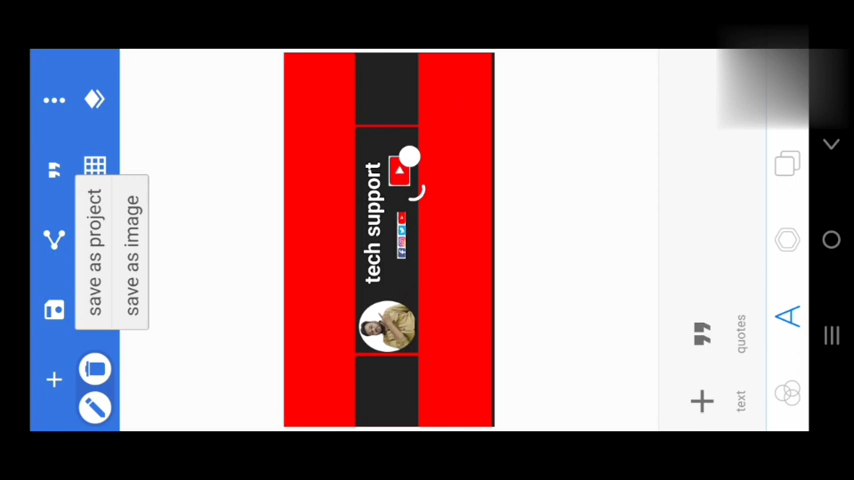 save as project
save as image
tech support
quotes
text